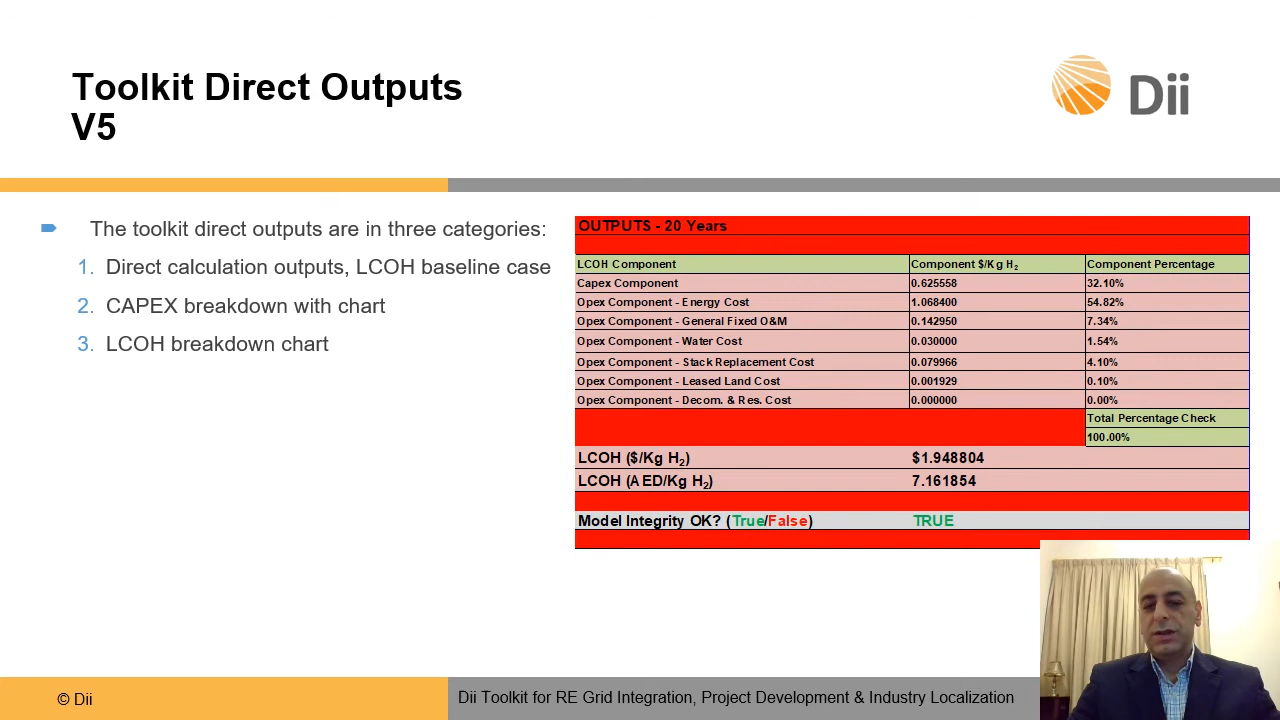 Toolkit Direct Outputs
V5
Dii
The toolkit direct outputs are in three categories:
1. Direct calculation outputs, LCOH baseline case
2. CAPEX breakdown with chart
3. LCOH breakdown chart
OUTPUTS - 20 Years
LCOH Component Component $/Kg H₂ Component Percentage
Capex Component 0.625558 32.10%
Opex Component - Energy Cost 1.068400 54.82%
Opex Component - General Fixed O&M 0.142950 7.34%
Opex Component - Water Cost 0.030000 1.54%
Opex Component - Stack Replacement Cost 0.079966 4.10%
Opex Component - Leased Land Cost 0.001929 0.10%
Opex Component - Decom. & Res. Cost 0.000000 0.00%
Total Percentage Check
100.00%
LCOH ($/Kg H₂) $1.948804
LCOH (AED/Kg H₂) 7.161854
Model Integrity OK? (True/False) TRUE
© Dii
Dii Toolkit for RE Grid Integration, Project Development & Industry Localization